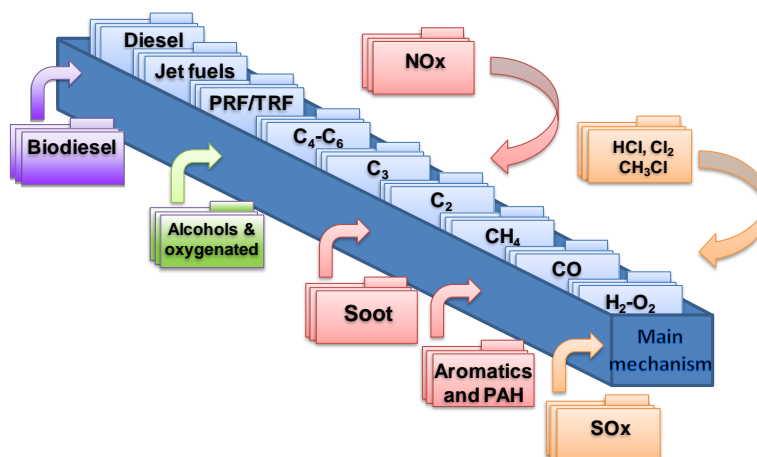 Diesel
Jet fuels
PRF/TRF
C₄-C₆
C₃
C₂
CH₄
CO
H₂-O₂
Main
mechanism
NOx
HCl, Cl₂
CH₃Cl
Biodiesel
Alcohols &
oxygenated
Soot
Aromatics
and PAH
SOx